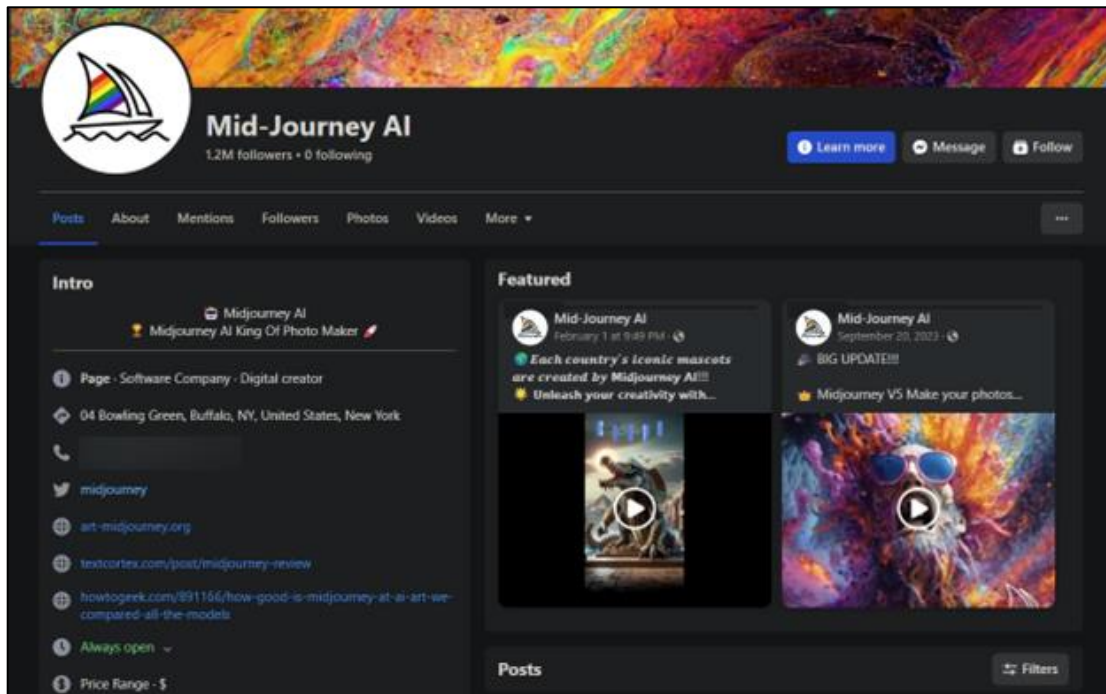 Mid-Journey AI
1.2M followers • 0 following
Learn more
Message
Follow
Posts
About
Mentions
Followers
Photos
Videos
More
Intro
Midjourney AI
Midjourney AI King Of Photo Maker
Page · Software Company · Digital creator
04 Bowling Green, Buffalo, NY, United States, New York
midjourney
art-midjourney.org
textcortex.com/post/midjourney-review
howtogeek.com/891166/how-good-is-midjourney-at-ai-art-we-
compared-all-the-models
Always open
Price Range · $
Featured
Mid-Journey AI
February 1 at 9:49 PM ·
Each country's iconic mascots
are created by Midjourney AI!!!
Unleash your creativity with...
Mid-Journey AI
September 20, 2023 ·
BIG UPDATE!!!
Midjourney V5 Make your photos...
Posts
Filters